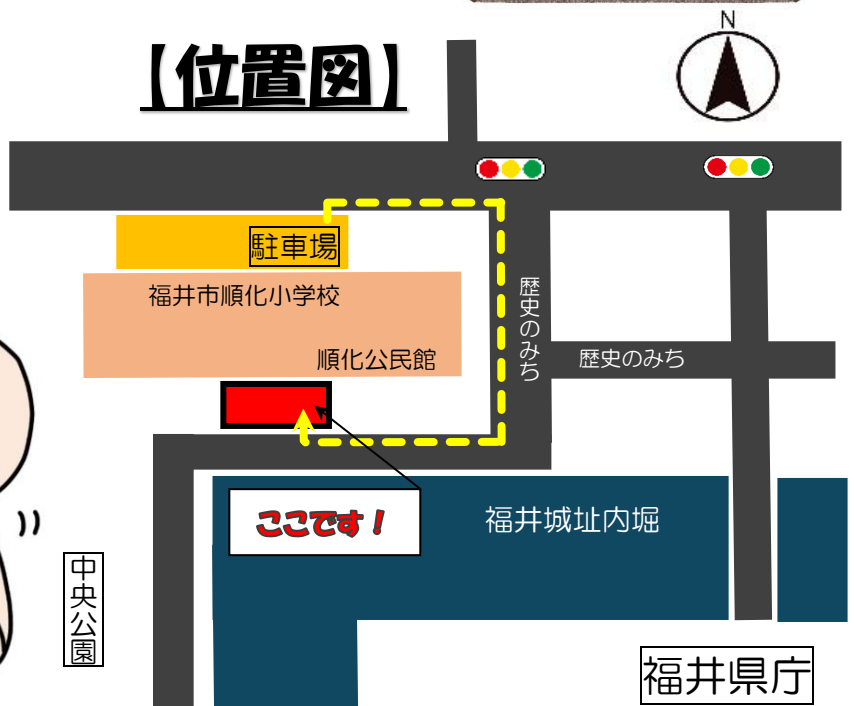 N
【位置図】
駐車場
福井市順化小学校
順化公民館
歴史のみち
歴史のみち
ここです！
福井城址内堀
中央公園
福井県庁